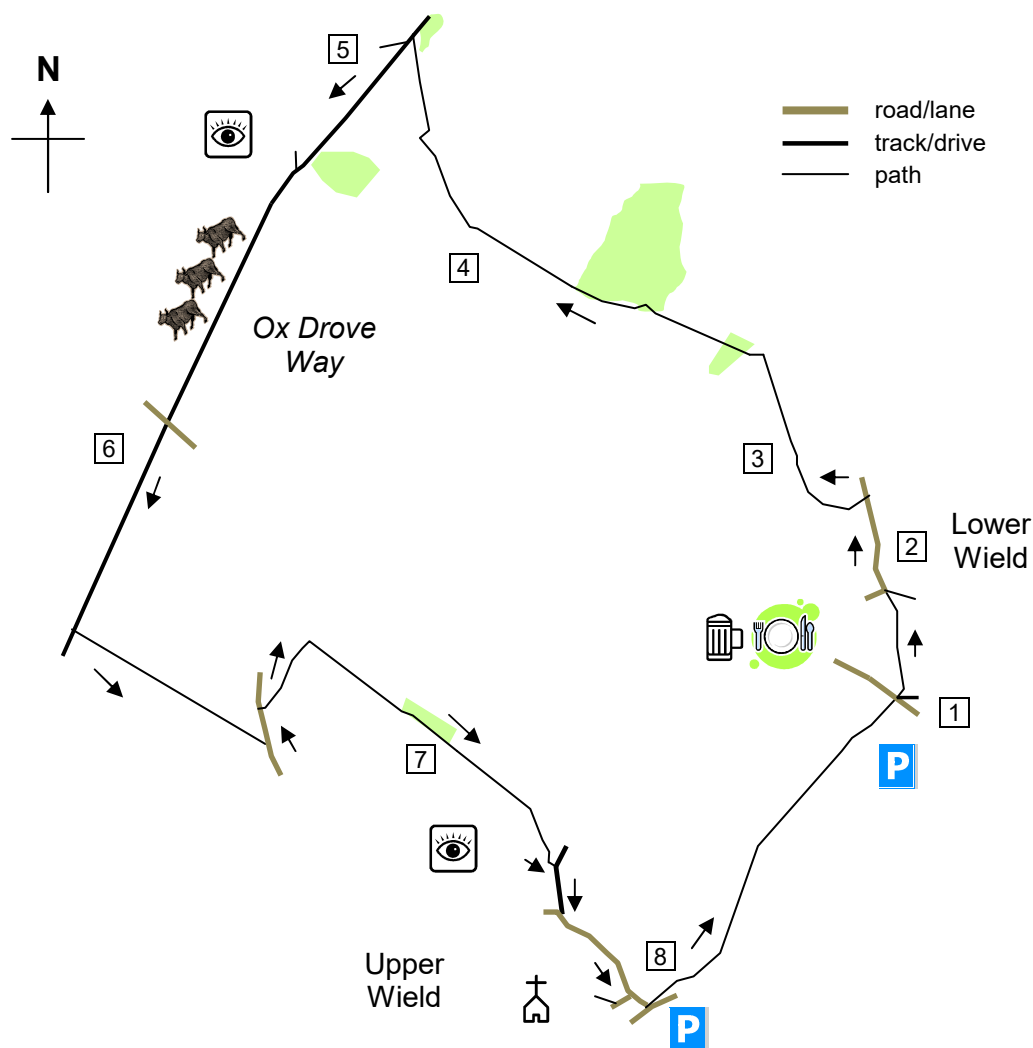 5
N
road/lane
track/drive
path
4
Ox Drove
Way
6
3
2
Lower
Wield
1
P
7
8
Upper
Wield
P